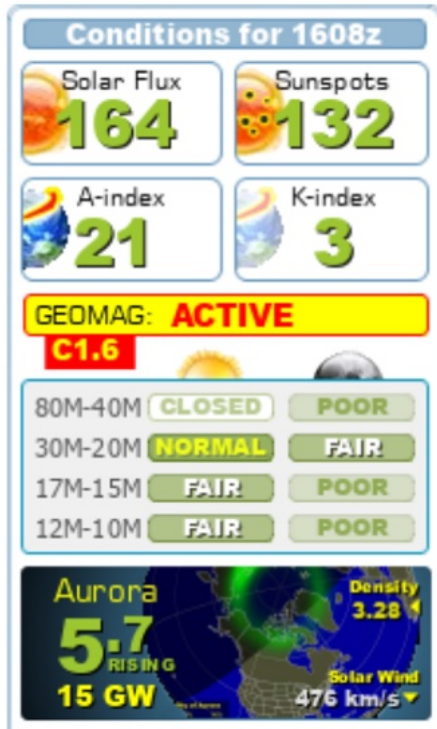 Conditions for 1608z
Solar Flux
164
Sunspots
132
A-index
21
K-index
3
GEOMAG: ACTIVE
C1.6
80M-40M CLOSED POOR
30M-20M NORMAL FAIR
17M-15M FAIR POOR
12M-10M FAIR POOR
Aurora
5.7
RISING
15 GW
Density
3.28
Solar Wind
476 km/s